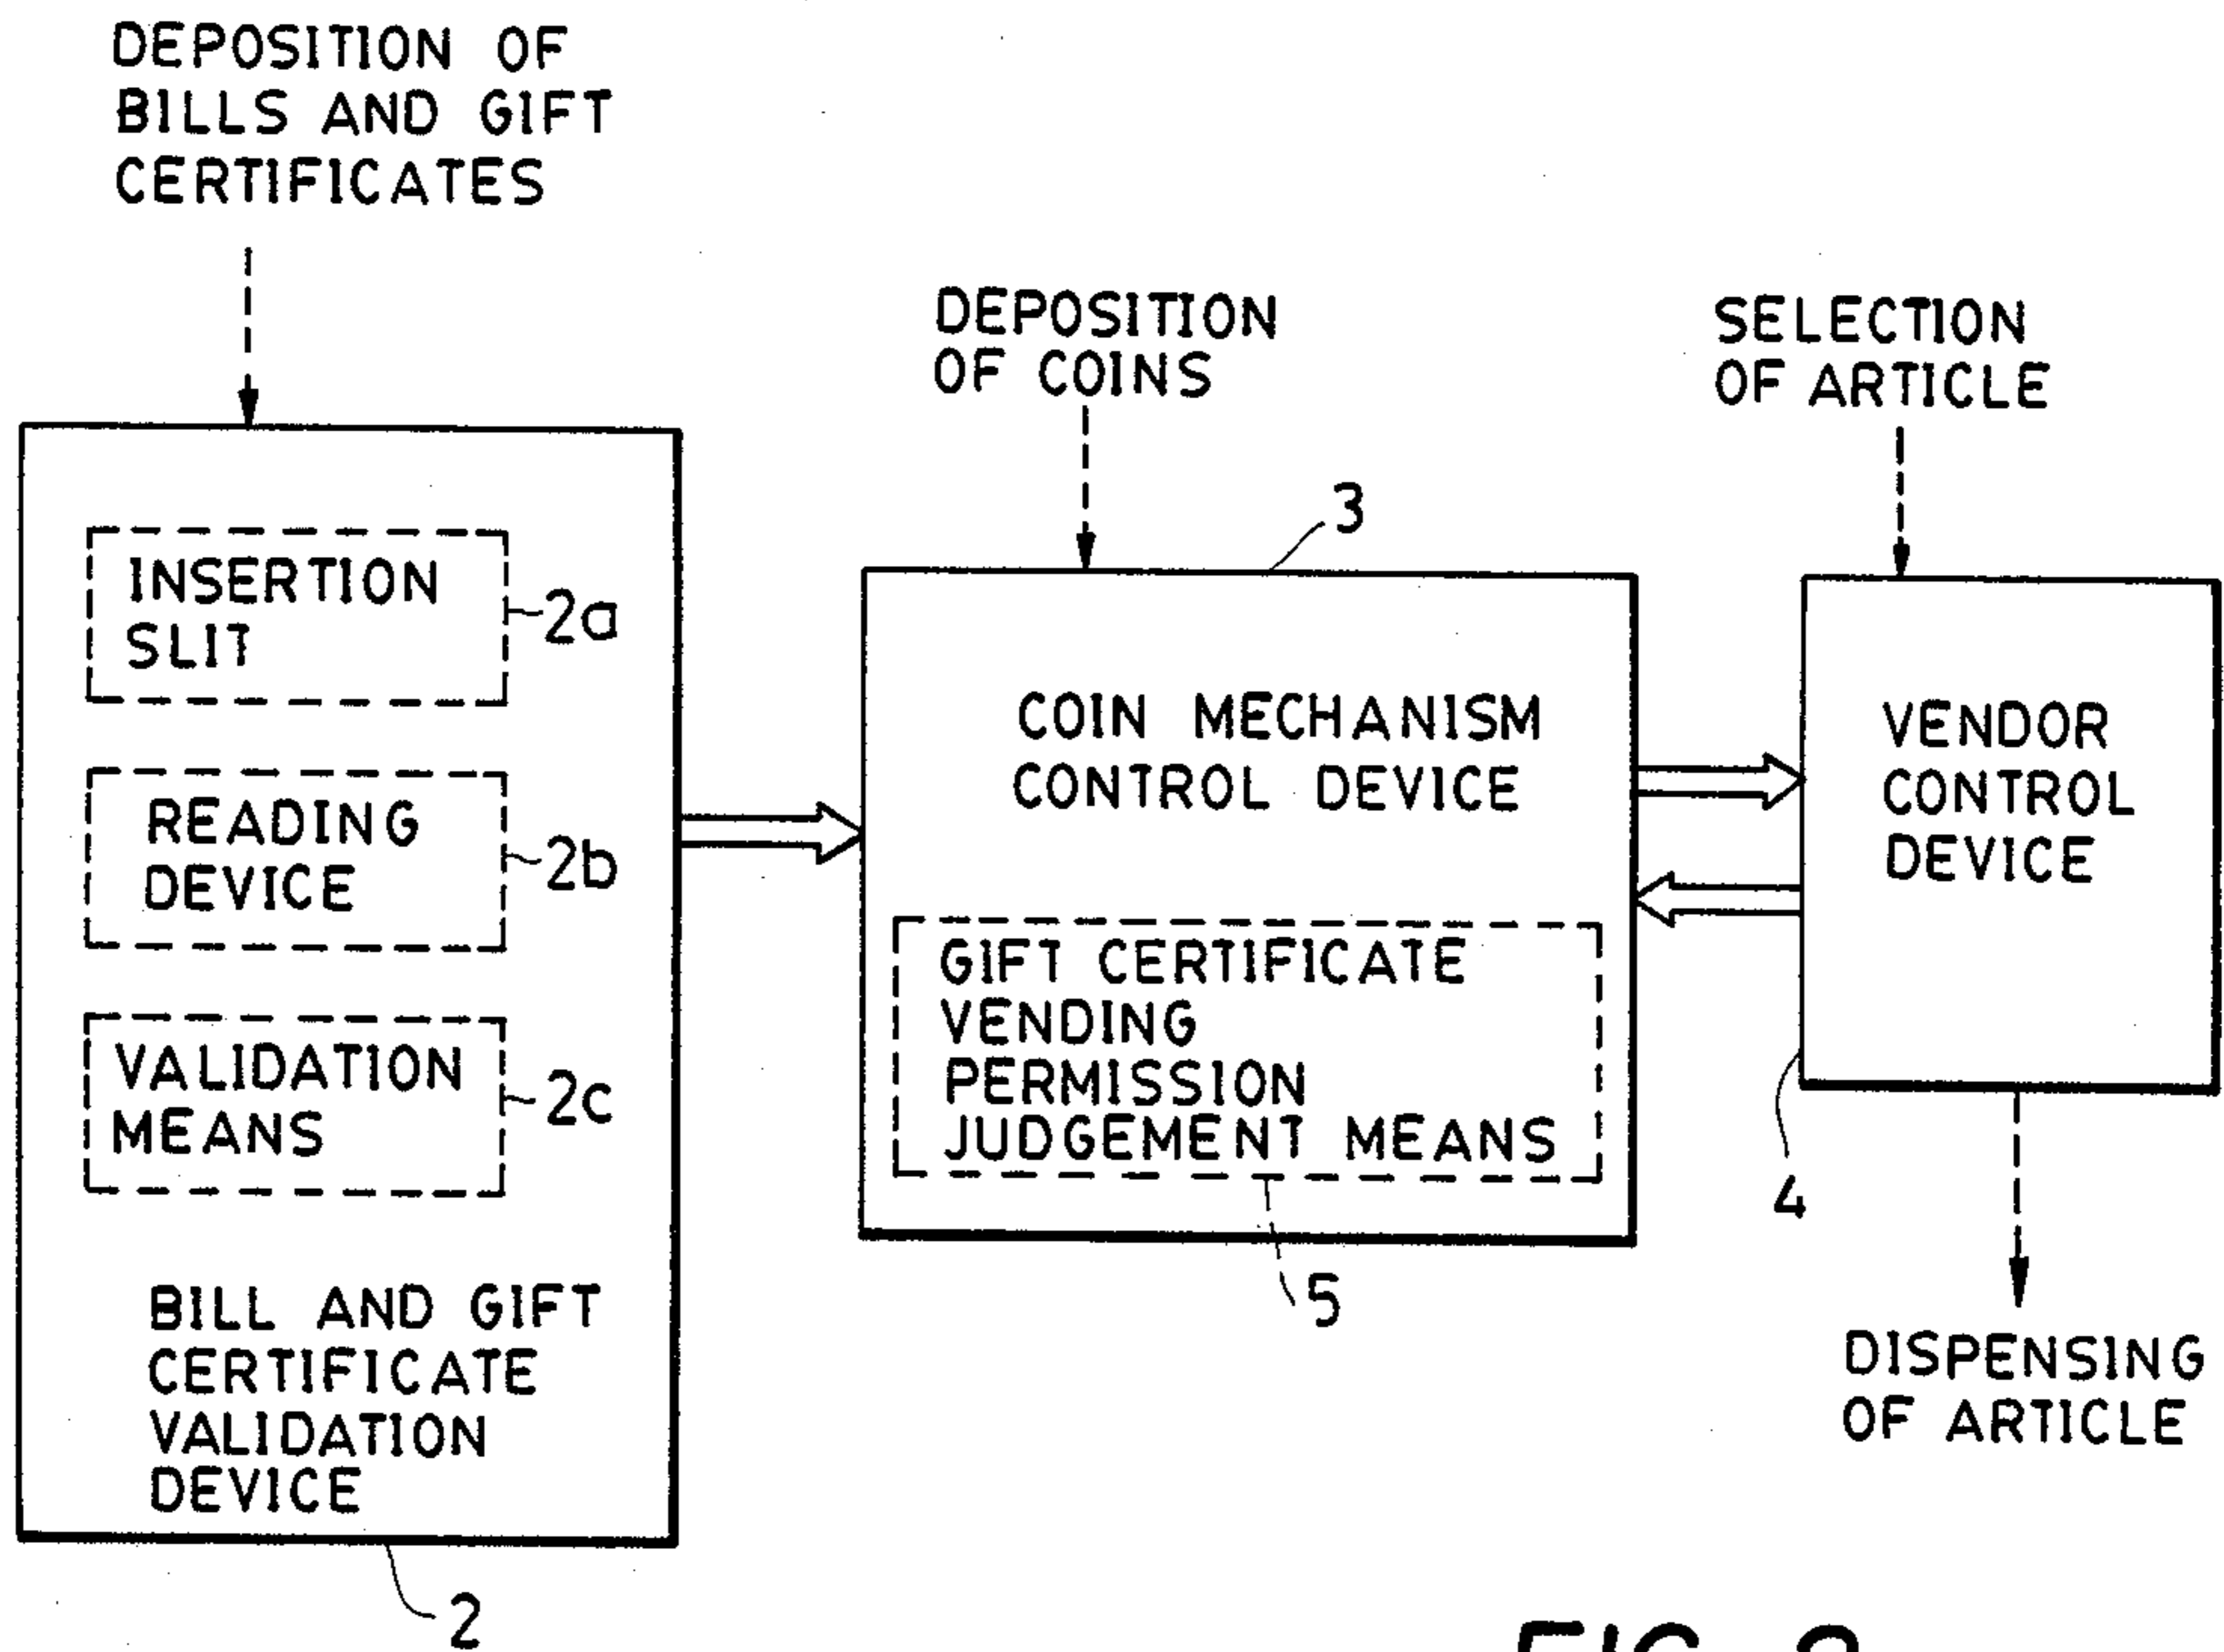 DEPOSITION OF
BILLS AND GIFT
CERTIFICATES
DEPOSITION
OF COINS
SELECTION
OF ARTICLE
3
INSERTION
SLIT
2a
READING
DEVICE
2b
VALIDATION
MEANS
2c
BILL AND GIFT
CERTIFICATE
VALIDATION
DEVICE
2
COIN MECHANISM
CONTROL DEVICE
GIFT CERTIFICATE
VENDING
PERMISSION
JUDGEMENT MEANS
5
VENDOR
CONTROL
DEVICE
4
DISPENSING
OF ARTICLE